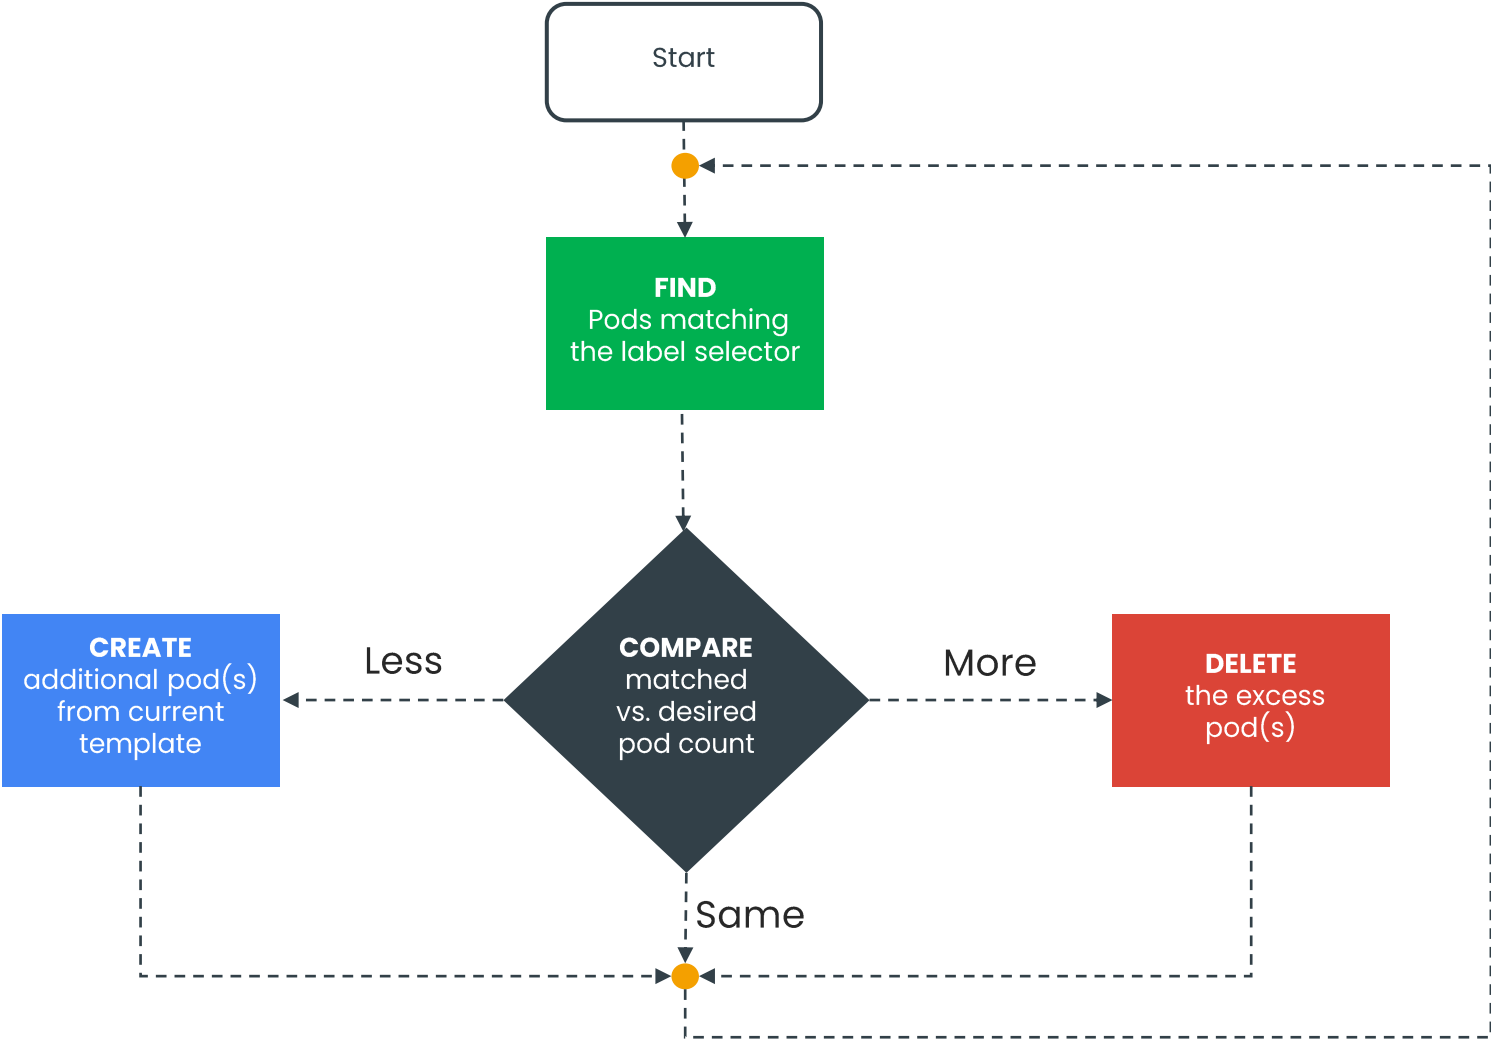 Start
FIND
Pods matching
the label selector
CREATE
additional pod(s)
from current
template
Less
COMPARE
matched
vs. desired
pod count
More
DELETE
the excess
pod(s)
Same